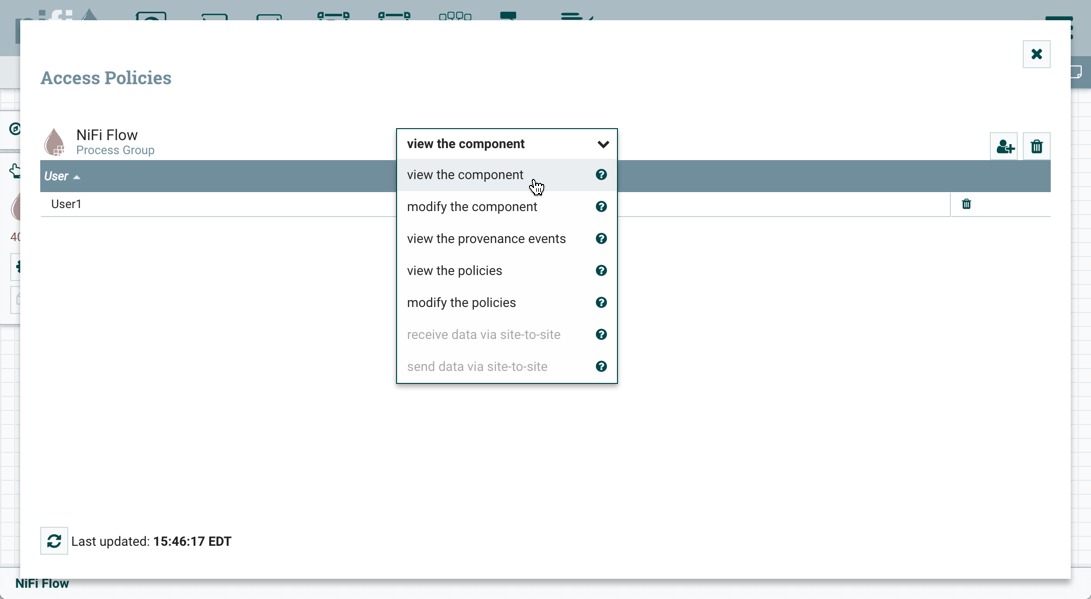 Access Policies
NiFi Flow
Process Group
view the component
User
view the component
User1
modify the component
view the provenance events
view the policies
modify the policies
receive data via site-to-site
send data via site-to-site
Last updated: 15:46:17 EDT
NiFi Flow